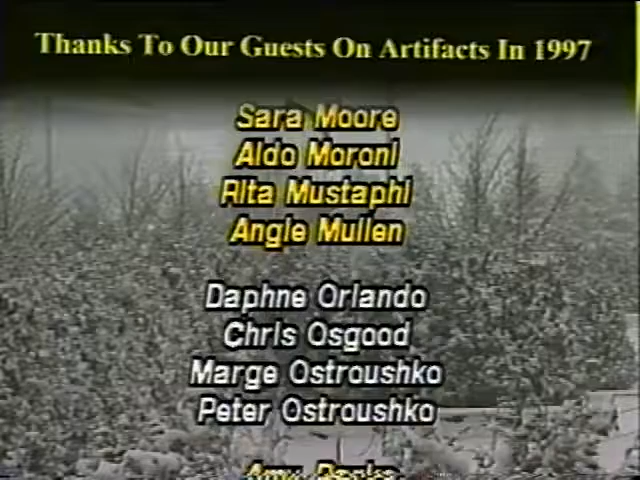 Thanks To Our Guests On Artifacts In 1997
Sara Moore
Aldo Moroni
Rita Mustaphi
Angie Mullen
Daphne Orlando
Chris Osgood
Marge Ostroushko
Peter Ostroushko
Amy